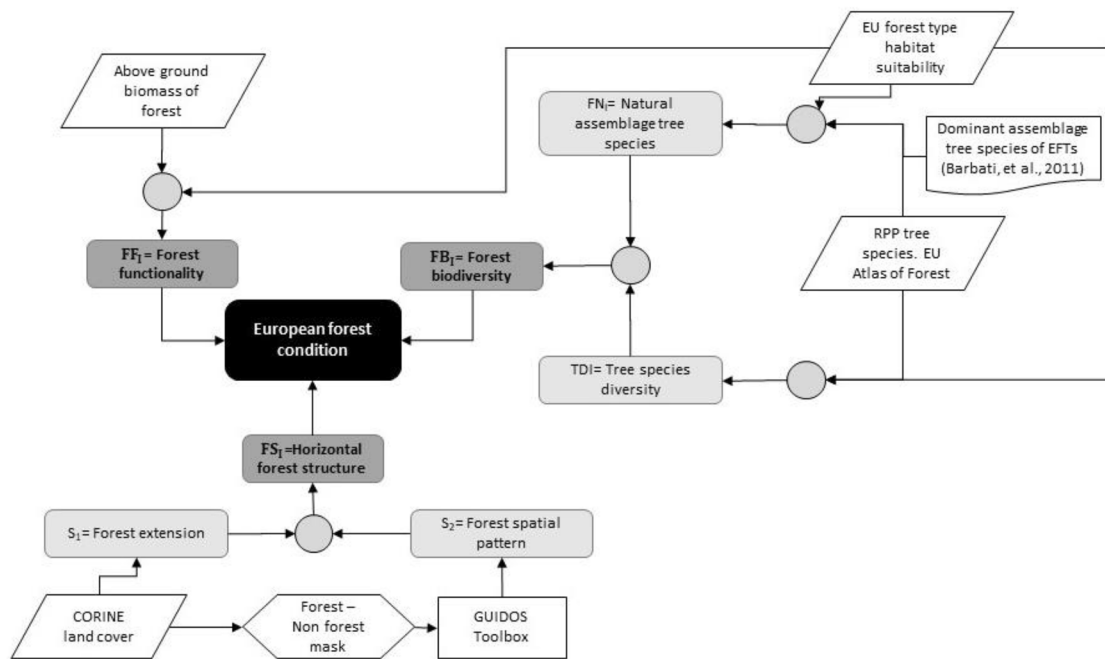 Above ground
biomass of
forest
EU forest type
habitat
suitability
FNᵢ= Natural
assemblage tree
species
Dominant assemblage
tree species of EFTs
(Barbati, et al., 2011)
RPP tree
species. EU
Atlas of Forest
FF_I= Forest
functionality
FB_I= Forest
biodiversity
European forest
condition
TDI= Tree species
diversity
FS_I=Horizontal
forest structure
S₁= Forest extension
S₂= Forest spatial
pattern
CORINE
land cover
Forest –
Non forest
mask
GUIDOS
Toolbox